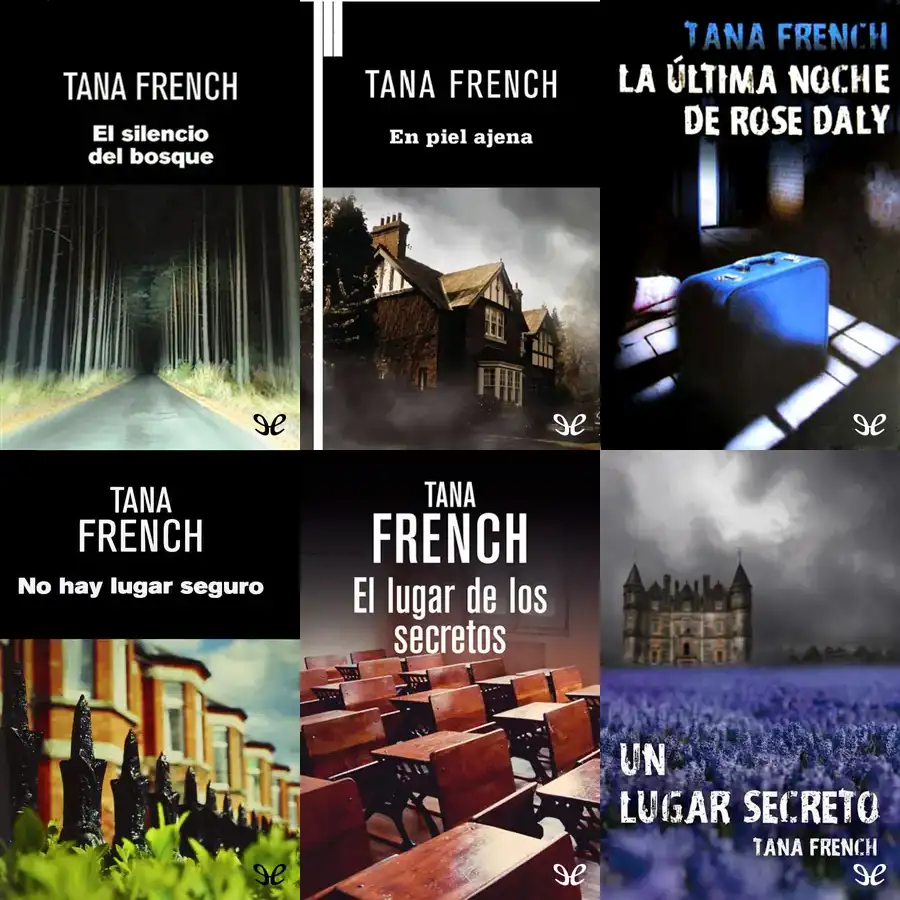 TANA FRENCH
El silencio
del bosque
TANA FRENCH
En piel ajena
TANA FRENCH
LA ÚLTIMA NOCHE
DE ROSE DALY
TANA
FRENCH
No hay lugar seguro
TANA
FRENCH
El lugar de los
secretos
UN
LUGAR SECRETO
TANA FRENCH